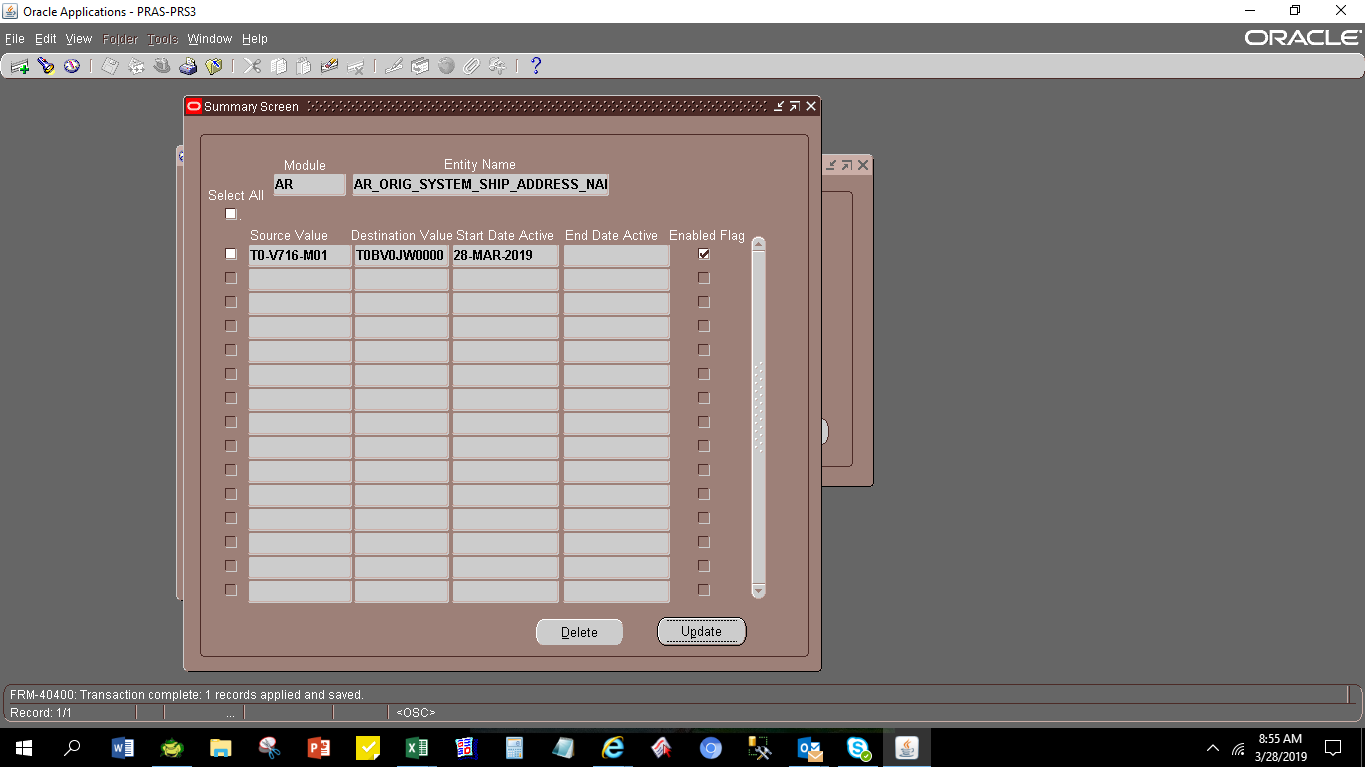 Oracle Applications - PRAS-PRS3
File Edit View Folder Tools Window Help
ORACLE
Summary Screen
Module Entity Name
AR AR_ORIG_SYSTEM_SHIP_ADDRESS_NAI
Select All
Source Value Destination Value Start Date Active End Date Active Enabled Flag
T0-V716-M01 T0BV0JW0000 28-MAR-2019
Delete Update
FRM-40400: Transaction complete: 1 records applied and saved.
Record: 1/1 ... <OSC>
8:55 AM
3/28/2019